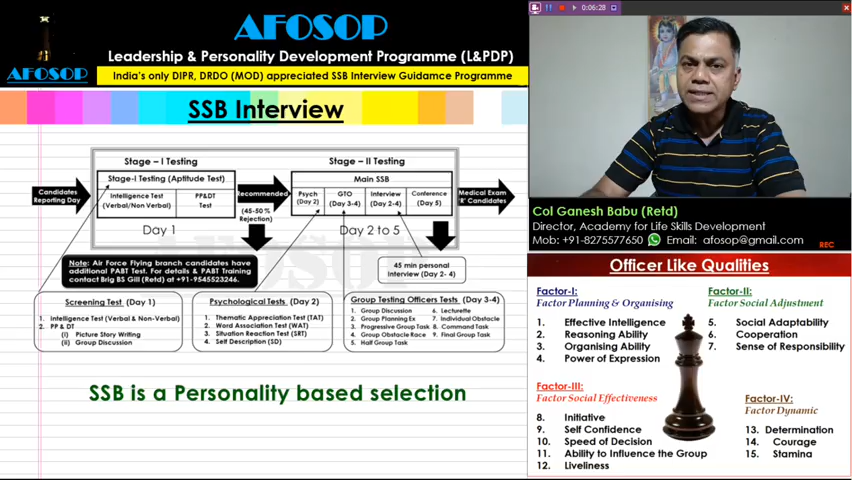 AFOSOP
AFOSOP
Leadership & Personality Development Programme (L&PDP)
India's only DIPR, DRDO (MOD) appreciated SSB Interview Guidamce Programme
SSB Interview
Stage – I Testing
Stage-I Testing (Aptitude Test)
Intelligence Test
(Verbal/Non Verbal)
PP&DT
Test
Day 1
Candidates
Reporting Day
Recommended
(45-50%
Rejection)
Stage – II Testing
Main SSB
Psych
(Day 2)
GTO
(Day 3-4)
Interview
(Day 2-4)
Conference
(Day 5)
Day 2 to 5
Medical Exam
'R' Candidates
Note: Air Force Flying branch candidates have
additional PABT Test. For details & PABT Training
contact Brig BS Gill (Retd) at +91-9545523246.
45 min personal
Interview (Day 2- 4)
AFOSOP
Screening Test (Day 1)
1. Intelligence Test (Verbal & Non-Verbal)
2. PP & DT
(i) Picture Story Writing
(ii) Group Discussion
Psychological Tests (Day 2)
1. Thematic Appreciation Test (TAT)
2. Word Association Test (WAT)
3. Situation Reaction Test (SRT)
4. Self Description (SD)
Group Testing Officers Tests (Day 3-4)
1. Group Discussion
2. Group Planning Ex
3. Progressive Group Task
4. Group Obstacle Race
5. Half Group Task
6. Lecturette
7. Individual Obstacle
8. Command Task
9. Final Group Task
SSB is a Personality based selection
0:06:28
Col Ganesh Babu (Retd)
Director, Academy for Life Skills Development
Mob: +91-8275577650 Email: afosop@gmail.com
REC
Officer Like Qualities
Factor-I:
Factor Planning & Organising
1. Effective Intelligence
2. Reasoning Ability
3. Organising Ability
4. Power of Expression
Factor-II:
Factor Social Adjustment
5. Social Adaptability
6. Cooperation
7. Sense of Responsibility
Factor-III:
Factor Social Effectiveness
8. Initiative
9. Self Confidence
10. Speed of Decision
11. Ability to Influence the Group
12. Liveliness
Factor-IV:
Factor Dynamic
13. Determination
14. Courage
15. Stamina